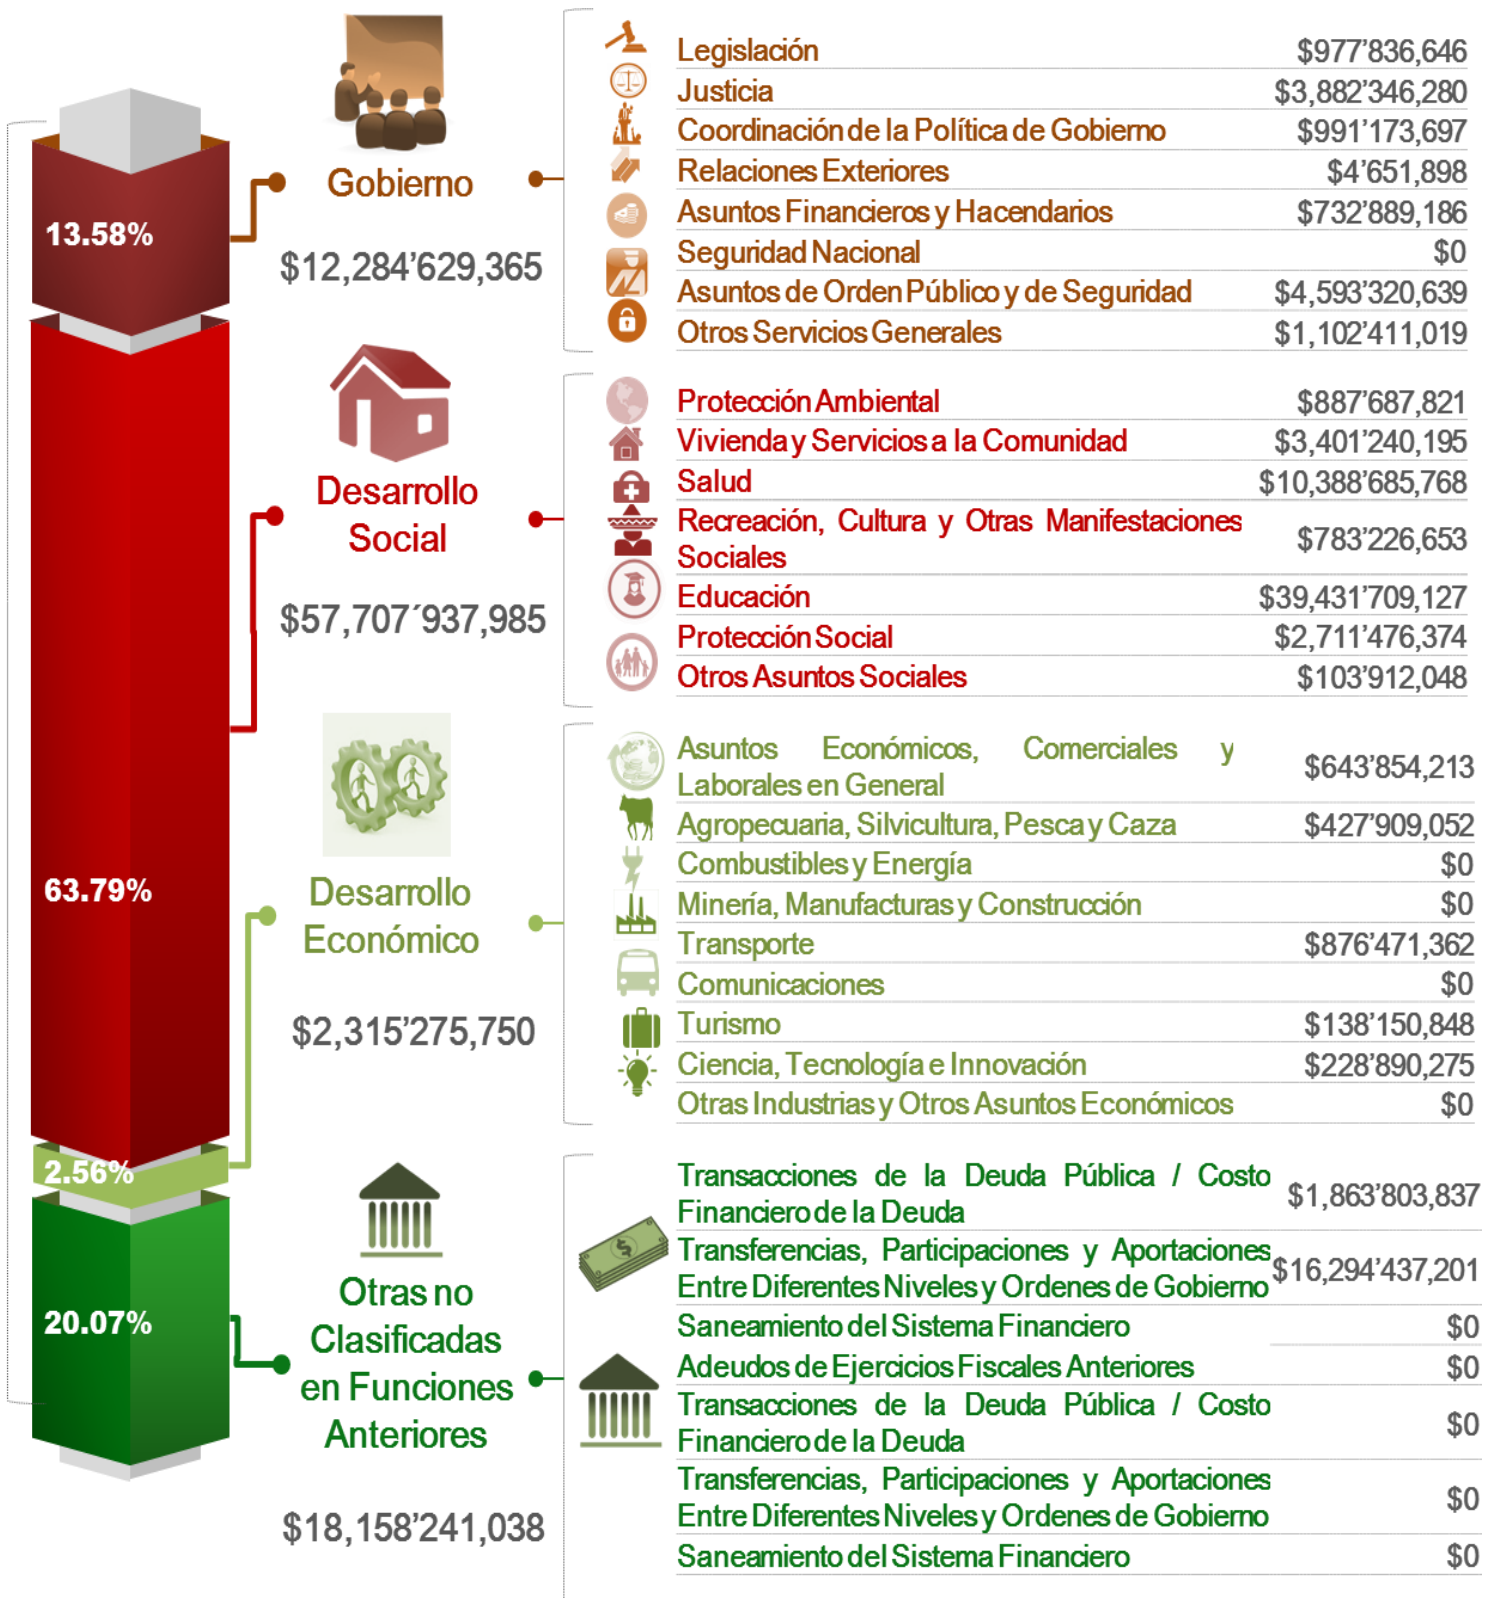 13.58%
Gobierno
$12,284’629,365
Legislación $977’836,646
Justicia $3,882’346,280
Coordinación de la Política de Gobierno $991’173,697
Relaciones Exteriores $4’651,898
Asuntos Financieros y Hacendarios $732’889,186
Seguridad Nacional $0
Asuntos de Orden Público y de Seguridad $4,593’320,639
Otros Servicios Generales $1,102’411,019
63.79%
Desarrollo
Social
$57,707´937,985
Protección Ambiental $887’687,821
Vivienda y Servicios a la Comunidad $3,401’240,195
Salud $10,388’685,768
Recreación, Cultura y Otras Manifestaciones
Sociales $783’226,653
Educación $39,431’709,127
Protección Social $2,711’476,374
Otros Asuntos Sociales $103’912,048
2.56%
Desarrollo
Económico
$2,315’275,750
Asuntos Económicos, Comerciales y
Laborales en General $643’854,213
Agropecuaria, Silvicultura, Pesca y Caza $427’909,052
Combustibles y Energía $0
Minería, Manufacturas y Construcción $0
Transporte $876’471,362
Comunicaciones $0
Turismo $138’150,848
Ciencia, Tecnología e Innovación $228’890,275
Otras Industrias y Otros Asuntos Económicos $0
20.07%
Otras no
Clasificadas
en Funciones
Anteriores
$18,158’241,038
Transacciones de la Deuda Pública / Costo
Financiero de la Deuda $1,863’803,837
Transferencias, Participaciones y Aportaciones
Entre Diferentes Niveles y Ordenes de Gobierno $16,294’437,201
Saneamiento del Sistema Financiero $0
Adeudos de Ejercicios Fiscales Anteriores $0
Transacciones de la Deuda Pública / Costo
Financiero de la Deuda $0
Transferencias, Participaciones y Aportaciones
Entre Diferentes Niveles y Ordenes de Gobierno $0
Saneamiento del Sistema Financiero $0